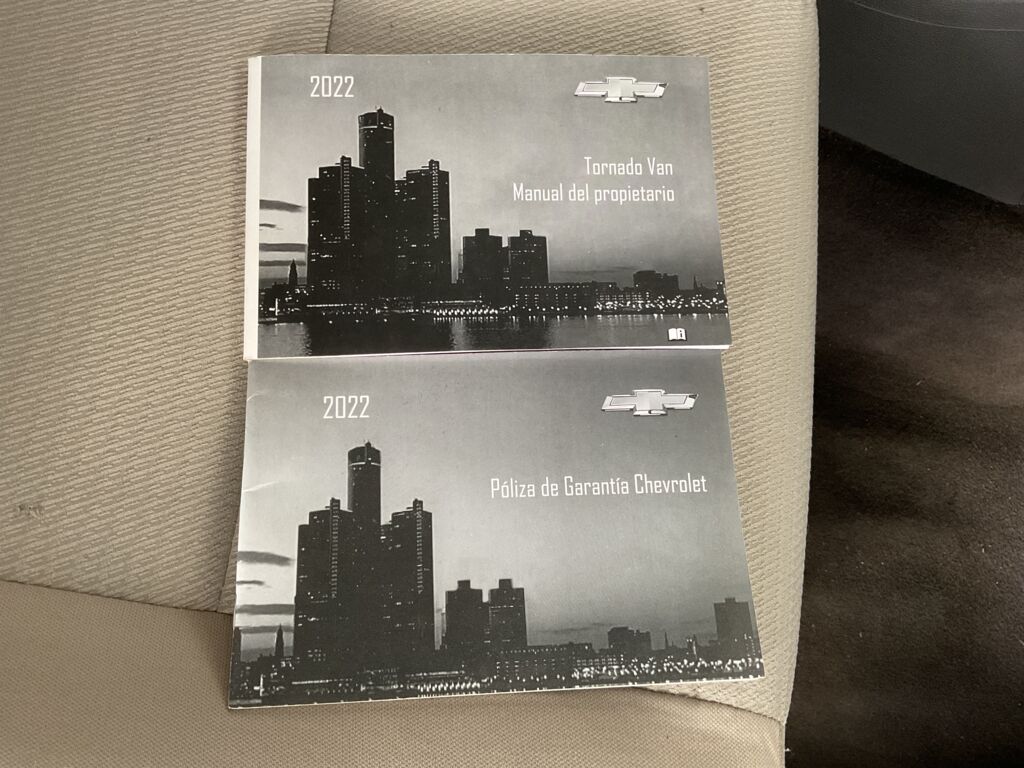 2022
Tornado Van
Manual del propietario
2022
Póliza de Garantía Chevrolet